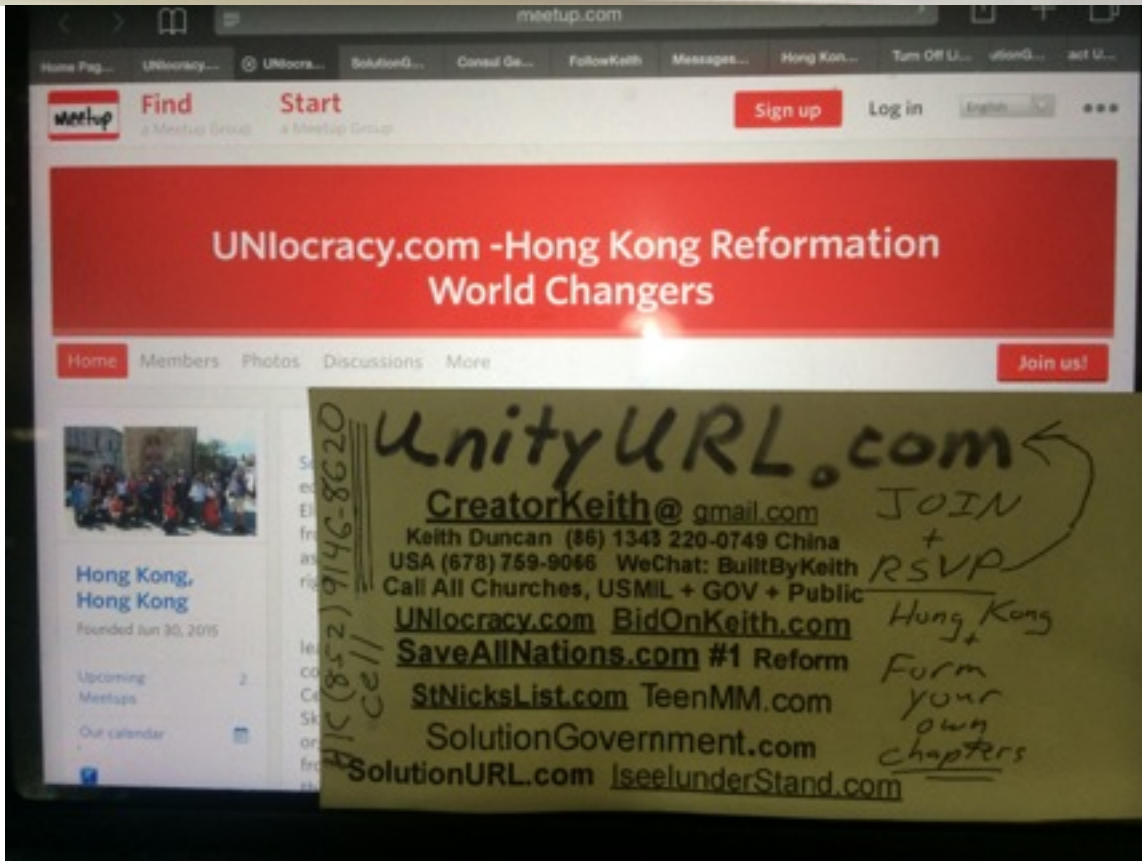 meetup.com
Home Pag...
UNIocracy...
UNIocra...
SolutionG...
Consul Ge...
FollowKeith
Messages...
Hong Kon...
Turn Off Li...
utionG...
act U...
Meetup
Find
a Meetup Group
Start
a Meetup Group
Sign up
Log in
English
UNIocracy.com -Hong Kong Reformation
World Changers
Home Members Photos Discussions More
Join us!
Hong Kong,
Hong Kong
Founded Jun 30, 2015
Upcoming 2
Meetups
Our calendar
UnityURL.com
CreatorKeith@ gmail.com
Keith Duncan (86) 1343 220-0749 China
USA (678) 759-9066 WeChat: BuiltByKeith
Call All Churches, USMIL + GOV + Public
UNIocracy.com BidOnKeith.com
SaveAllNations.com #1 Reform
StNicksList.com TeenMM.com
SolutionGovernment.com
SolutionURL.com IseeIunderStand.com
(852) 9146-8620
cell
JOIN
+
RSVP
Hong Kong
+
Form
your
own
chapters